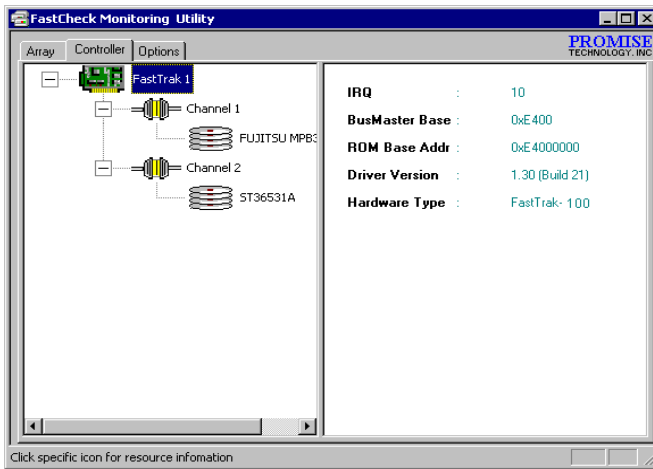 FastCheck Monitoring Utility
Array Controller Options
PROMISE
TECHNOLOGY, INC
FastTrak 1
Channel 1
FUJITSU MPB3
Channel 2
ST36531A
IRQ : 10
BusMaster Base : 0xE400
ROM Base Addr : 0xE4000000
Driver Version : 1.30 (Build 21)
Hardware Type : FastTrak- 100
Click specific icon for resource infomation